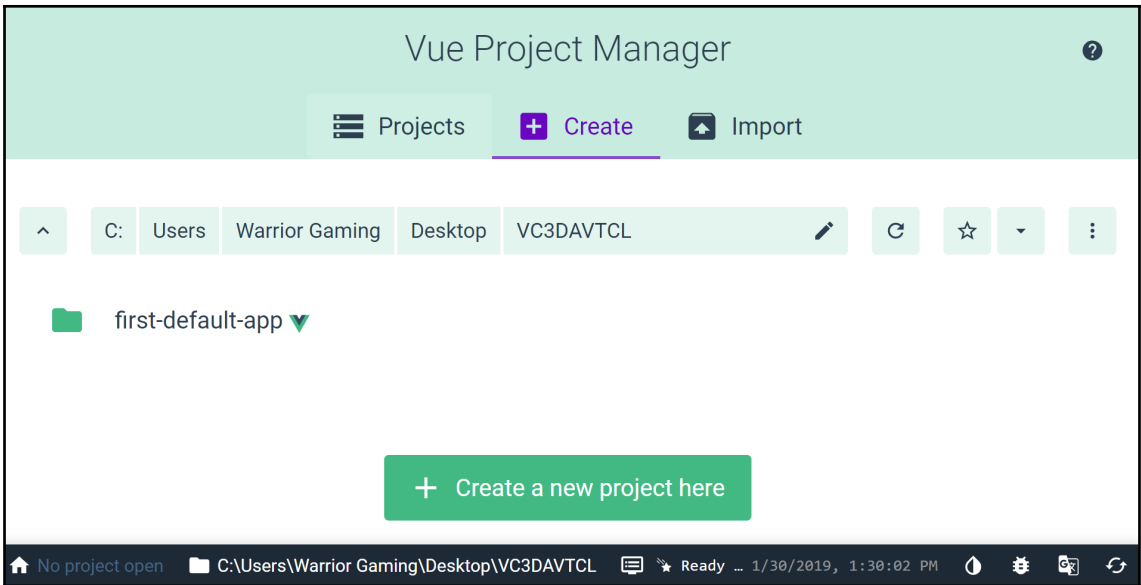 Vue Project Manager
Projects Create Import
C: Users Warrior Gaming Desktop VC3DAVTCL
first-default-app
Create a new project here
No project open C:\Users\Warrior Gaming\Desktop\VC3DAVTCL Ready … 1/30/2019, 1:30:02 PM